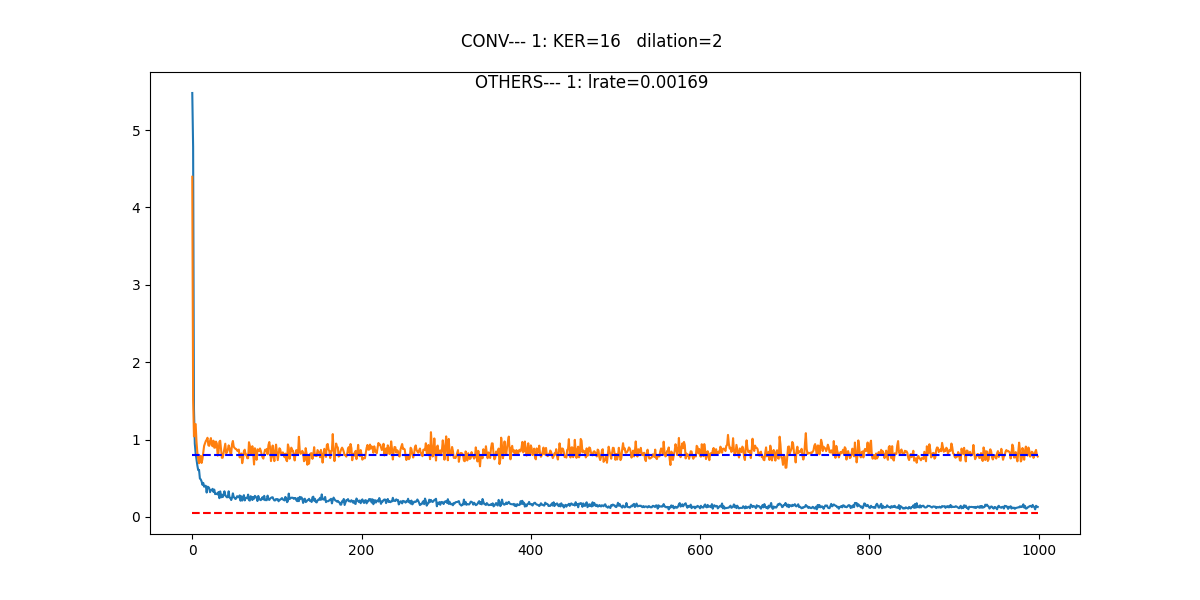 CONV--- 1: KER=16   dilation=2
OTHERS--- 1: lrate=0.00169
5
4
3
2
1
0
0 200 400 600 800 1000